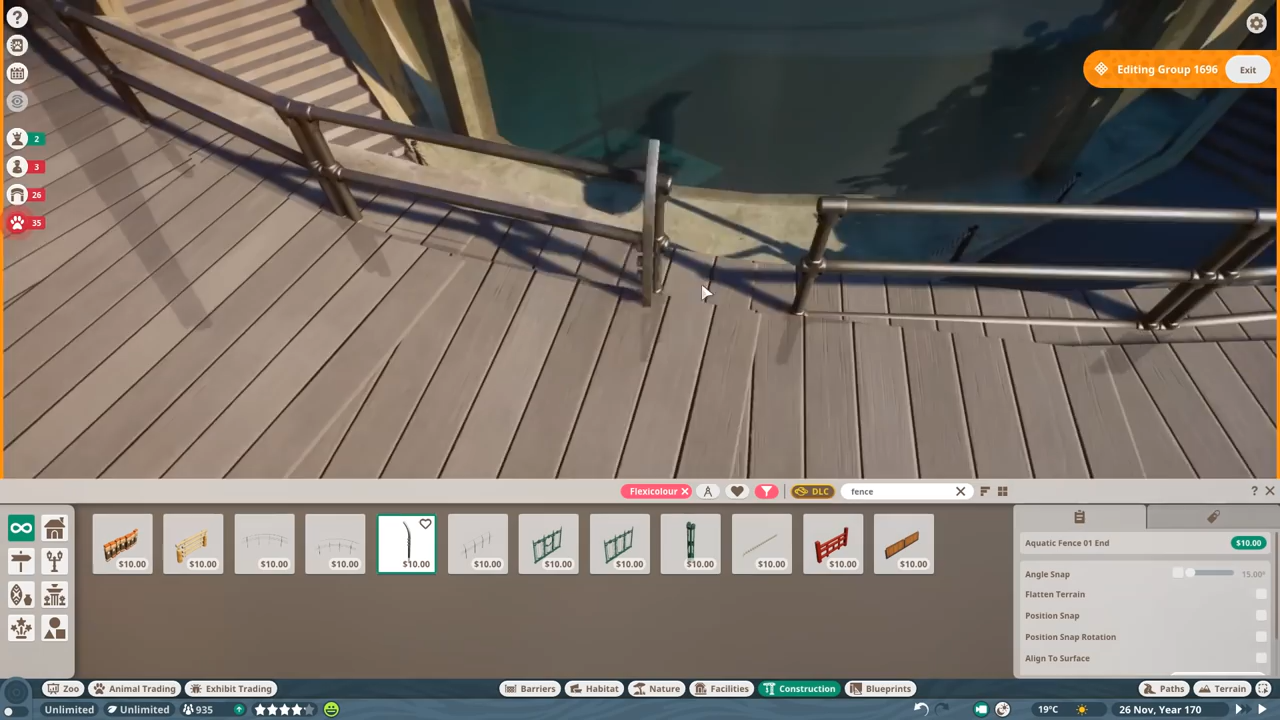 Editing Group 1696 Exit
2
3
26
35
Flexicolour DLC fence
$10.00 $10.00 $10.00 $10.00 $10.00 $10.00 $10.00 $10.00 $10.00 $10.00 $10.00 $10.00
Aquatic Fence 01 End $10.00
Angle Snap 15.00°
Flatten Terrain
Position Snap
Position Snap Rotation
Align To Surface
Zoo Animal Trading Exhibit Trading Barriers Habitat Nature Facilities Construction Blueprints Paths Terrain
Unlimited Unlimited 935 19°C 26 Nov, Year 170